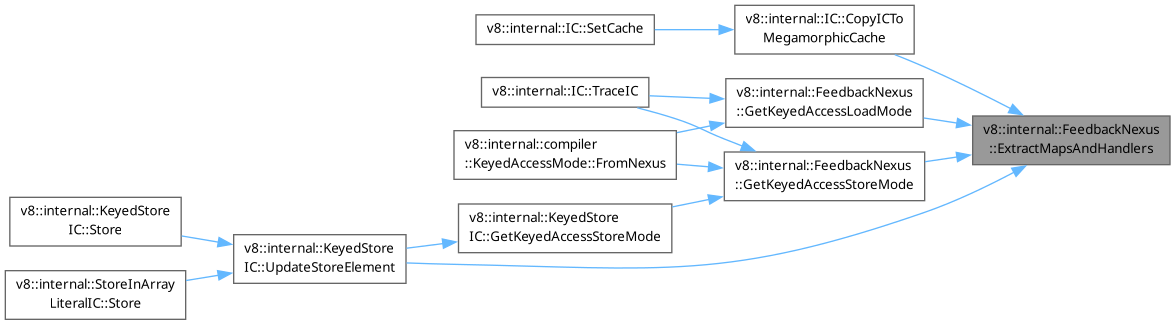 v8::internal::IC::SetCache
v8::internal::IC::CopyICTo
MegamorphicCache
v8::internal::IC::TraceIC
v8::internal::FeedbackNexus
::GetKeyedAccessLoadMode
v8::internal::FeedbackNexus
::ExtractMapsAndHandlers
v8::internal::compiler
::KeyedAccessMode::FromNexus
v8::internal::FeedbackNexus
::GetKeyedAccessStoreMode
v8::internal::KeyedStore
IC::Store
v8::internal::KeyedStore
IC::GetKeyedAccessStoreMode
v8::internal::KeyedStore
IC::UpdateStoreElement
v8::internal::StoreInArray
LiteralIC::Store